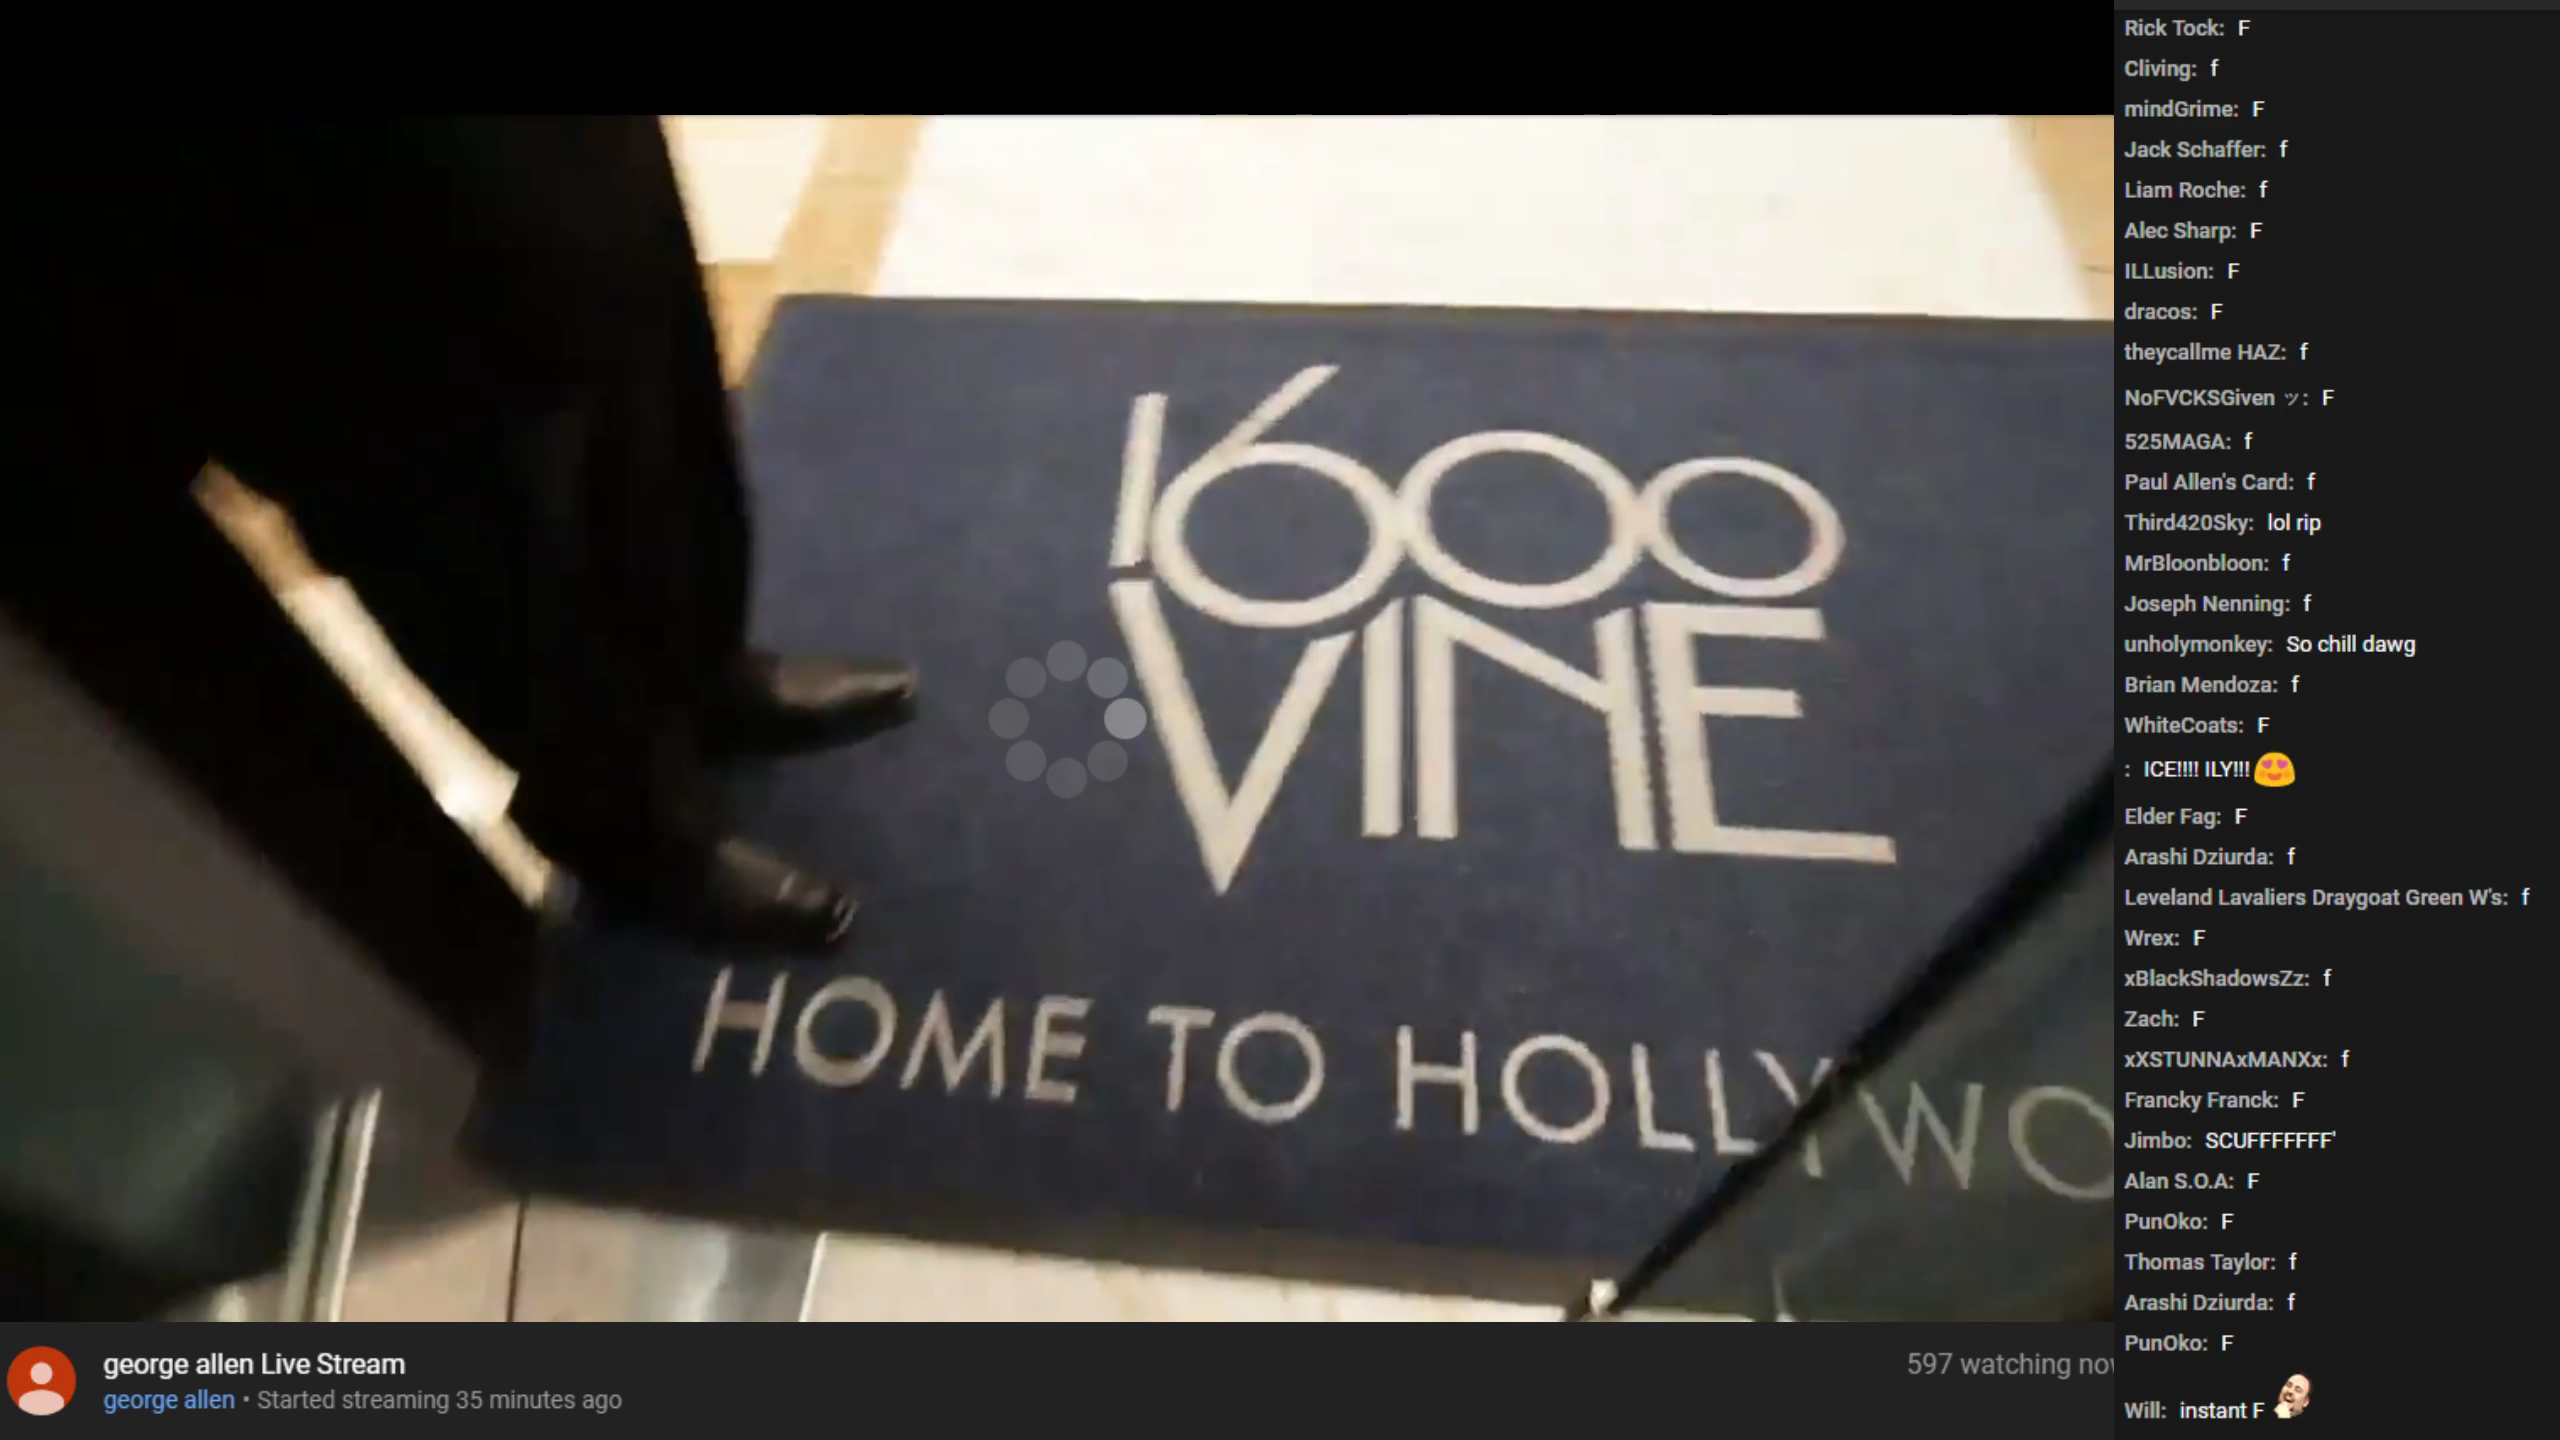 1600
VINE
HOME TO HOLLYWO
george allen Live Stream
george allen • Started streaming 35 minutes ago
597 watching now
Rick Tock: F
Cliving: f
mindGrime: F
Jack Schaffer: f
Liam Roche: f
Alec Sharp: F
ILLusion: F
dracos: F
theycallme HAZ: f
NoFVCKSGiven ッ: F
525MAGA: f
Paul Allen's Card: f
Third420Sky: lol rip
MrBloonbloon: f
Joseph Nenning: f
unholymonkey: So chill dawg
Brian Mendoza: f
WhiteCoats: F
: ICE!!!! ILY!!! 😍
Elder Fag: F
Arashi Dziurda: f
Leveland Lavaliers Draygoat Green W's: f
Wrex: F
xBlackShadowsZz: f
Zach: F
xXSTUNNAxMANXx: f
Francky Franck: F
Jimbo: SCUFFFFFFF'
Alan S.O.A: F
PunOko: F
Thomas Taylor: f
Arashi Dziurda: f
PunOko: F
Will: instant F